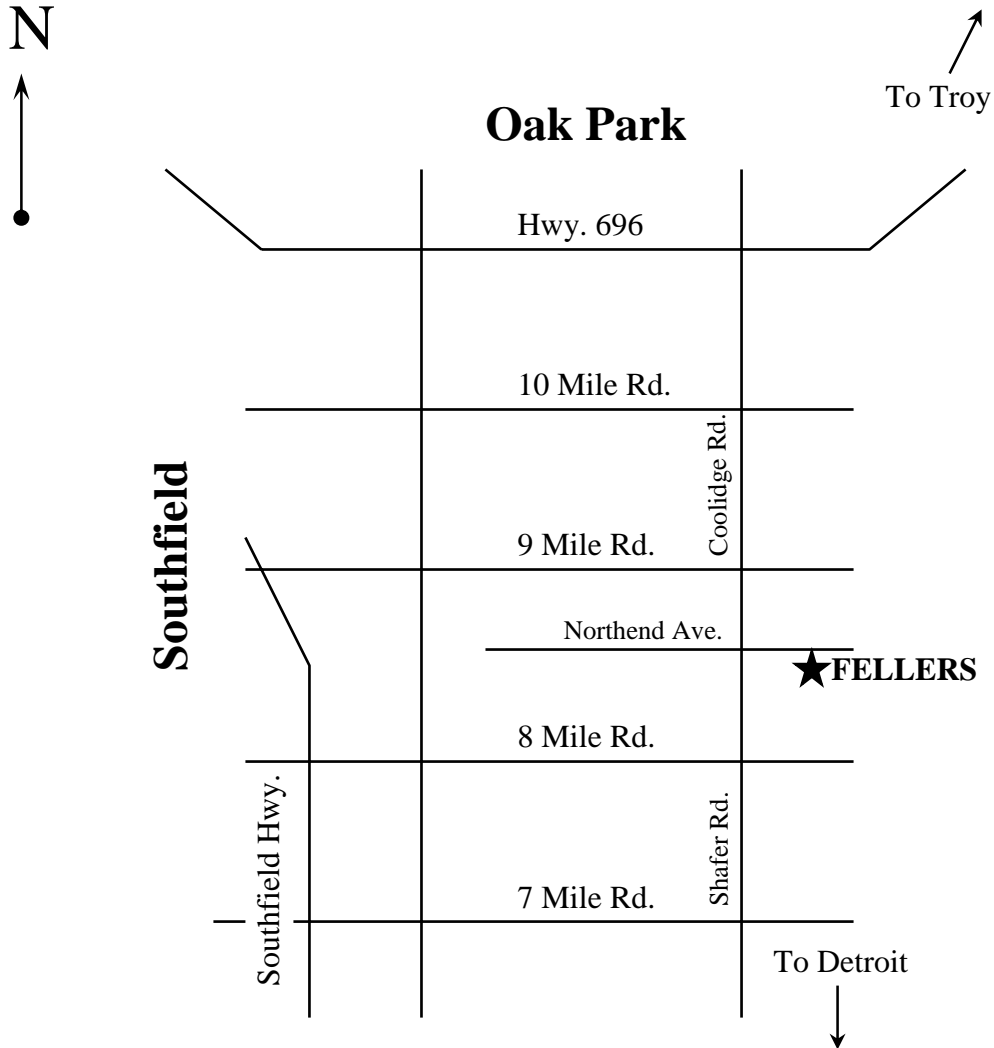 N
To Troy
Oak Park
Hwy. 696
10 Mile Rd.
Coolidge Rd.
Southfield
9 Mile Rd.
Northend Ave.
FELLERS
8 Mile Rd.
Southfield Hwy.
Shafer Rd.
7 Mile Rd.
To Detroit